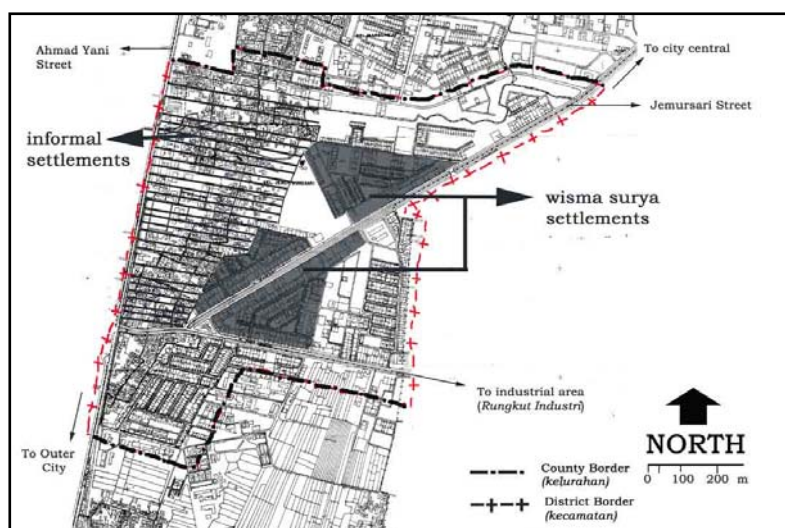 Ahmad Yani
Street
To city central
Jemursari Street
informal
settlements
wisma surya
settlements
To industrial area
(Rungkut Industri)
To Outer
City
NORTH
0 100 200 m
County Border
(kelurahan)
District Border
(kecamatan)